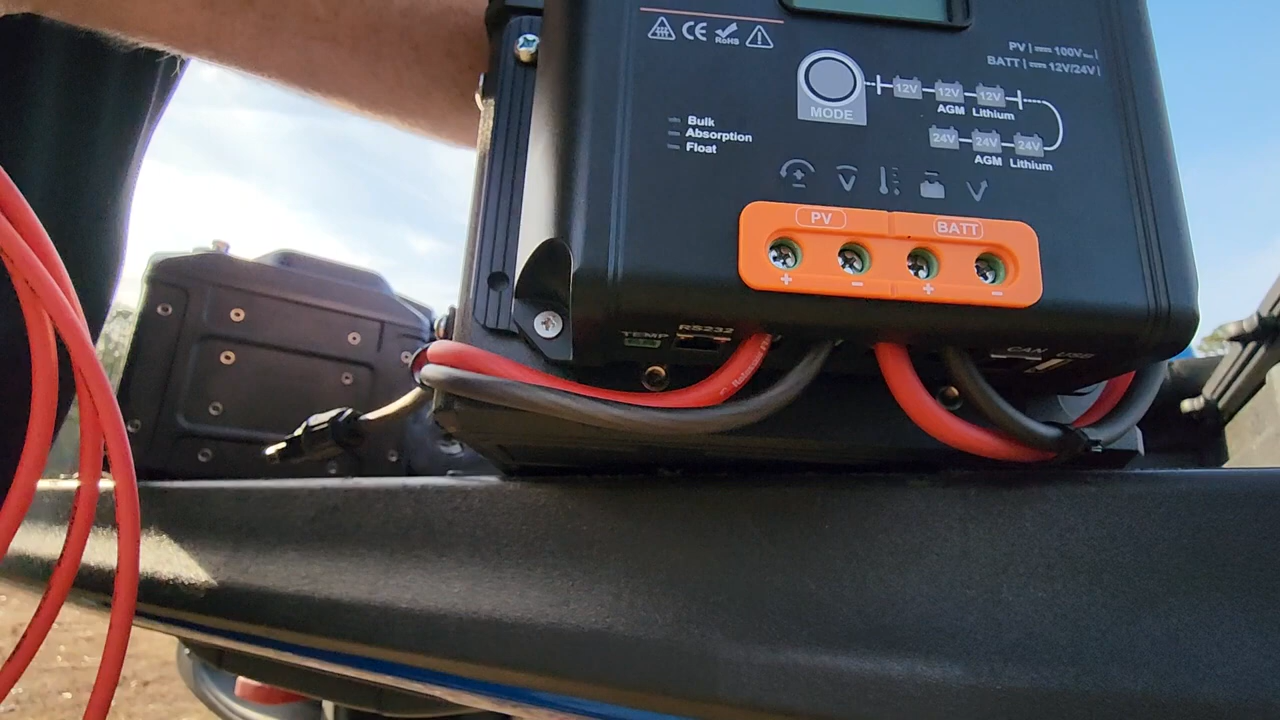 CE RoHS
PV | 100V
BATT | 12V/24V |
MODE
12V 12V 12V
AGM Lithium
24V 24V 24V
AGM Lithium
Bulk
Absorption
Float
PV BATT
+ − + −
TEMP RS232
CAN USB